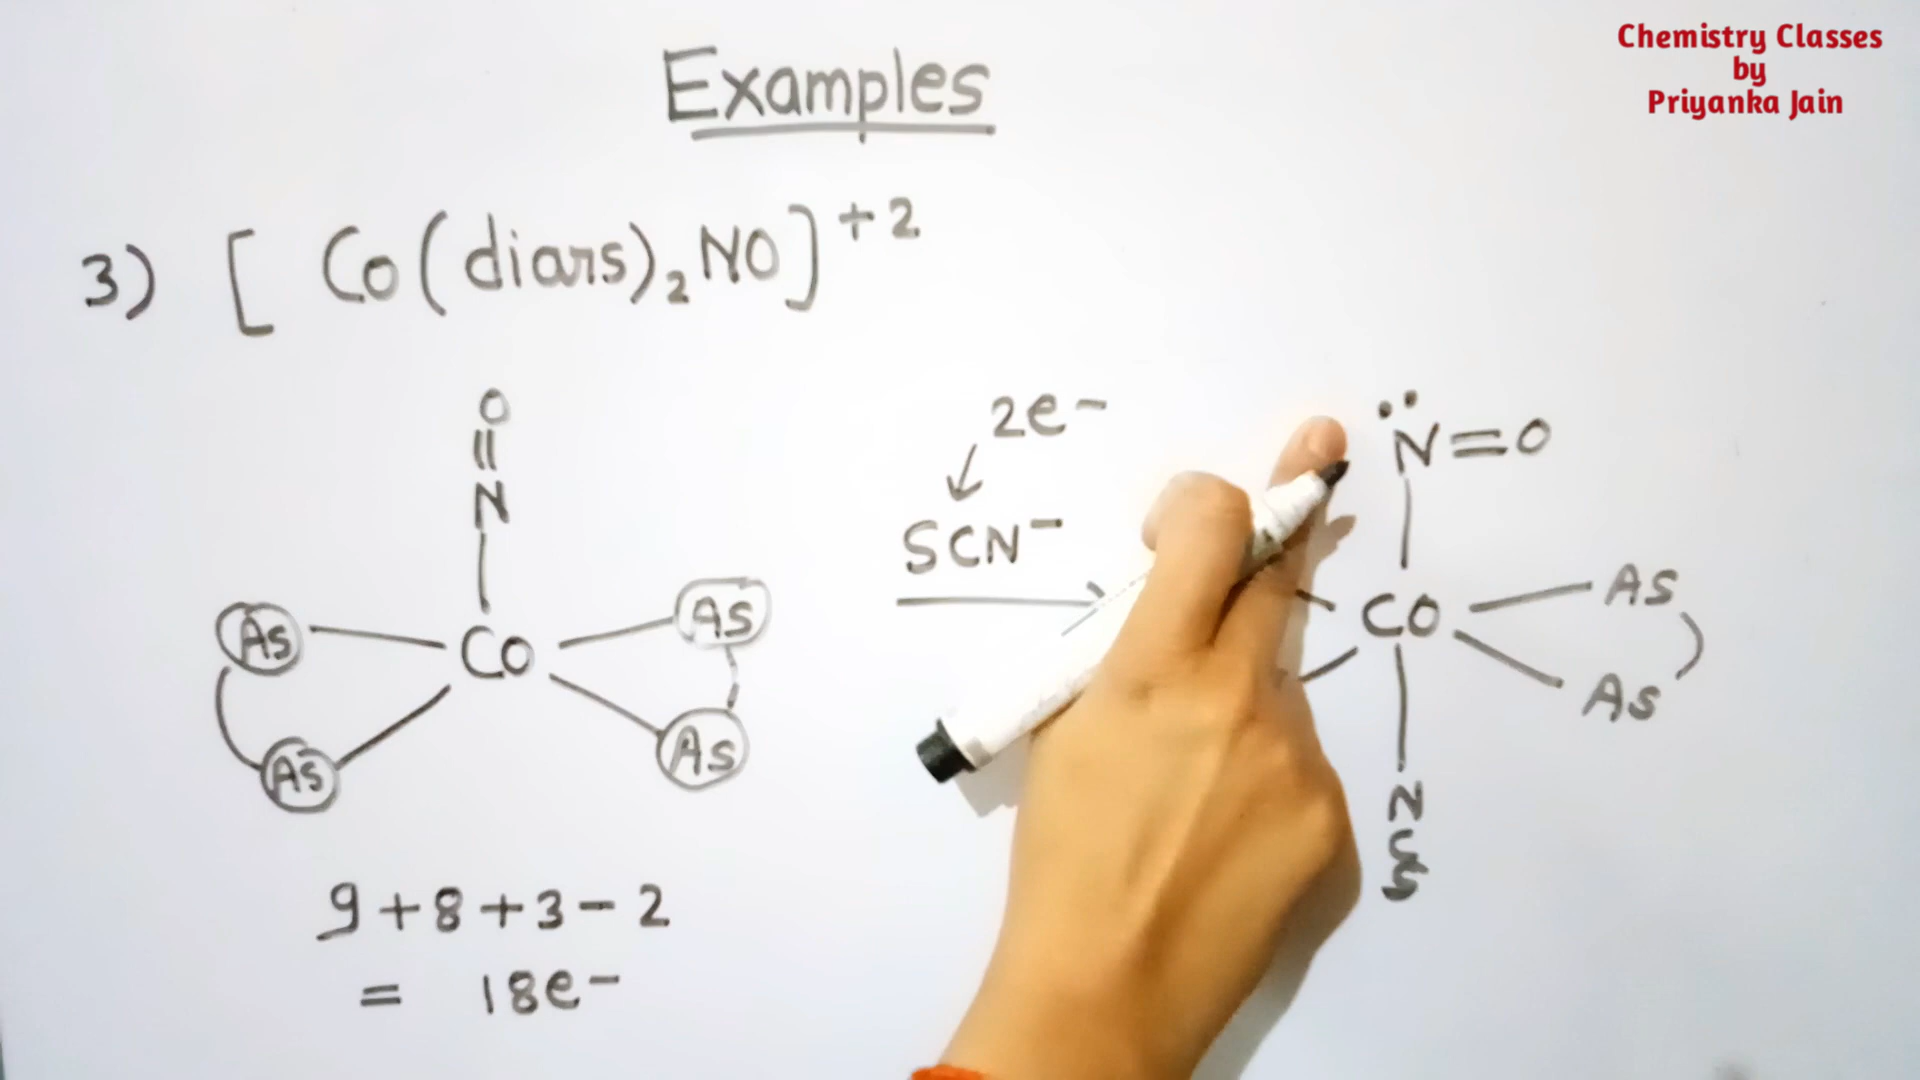 Chemistry Classes
by
Priyanka Jain
Examples
3) [ Co(diars)₂NO]⁺²
O
||
N
As
Co
As
As
As
9+8+3-2
= 18e-
2e-
SCN⁻
N=O
Co
As
As
N
C
S